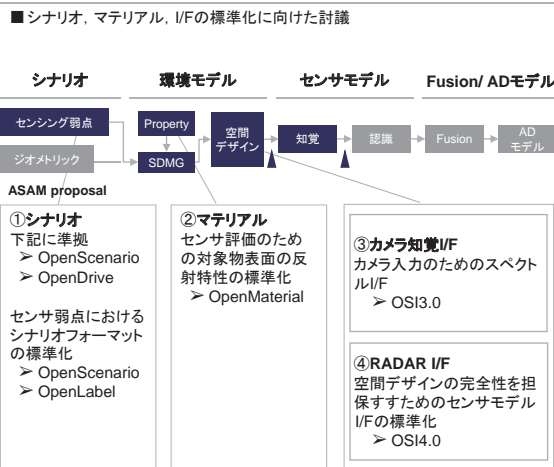 ■シナリオ, マテリアル, I/Fの標準化に向けた討議
シナリオ
環境モデル
センサモデル
Fusion/ ADモデル
センシング弱点
ジオメトリック
Property
SDMG
空間
デザイン
知覚
認識
Fusion
AD
モデル
ASAM proposal
①シナリオ
下記に準拠
➢ OpenScenario
➢ OpenDrive
センサ弱点における
シナリオフォーマット
の標準化
➢ OpenScenario
➢ OpenLabel
②マテリアル
センサ評価のため
の対象物表面の反
射特性の標準化
➢ OpenMaterial
③カメラ知覚I/F
カメラ入力のためのスペクト
ルI/F
➢ OSI3.0
④RADAR I/F
空間デザインの完全性を担
保すすためのセンサモデル
I/Fの標準化
➢ OSI4.0